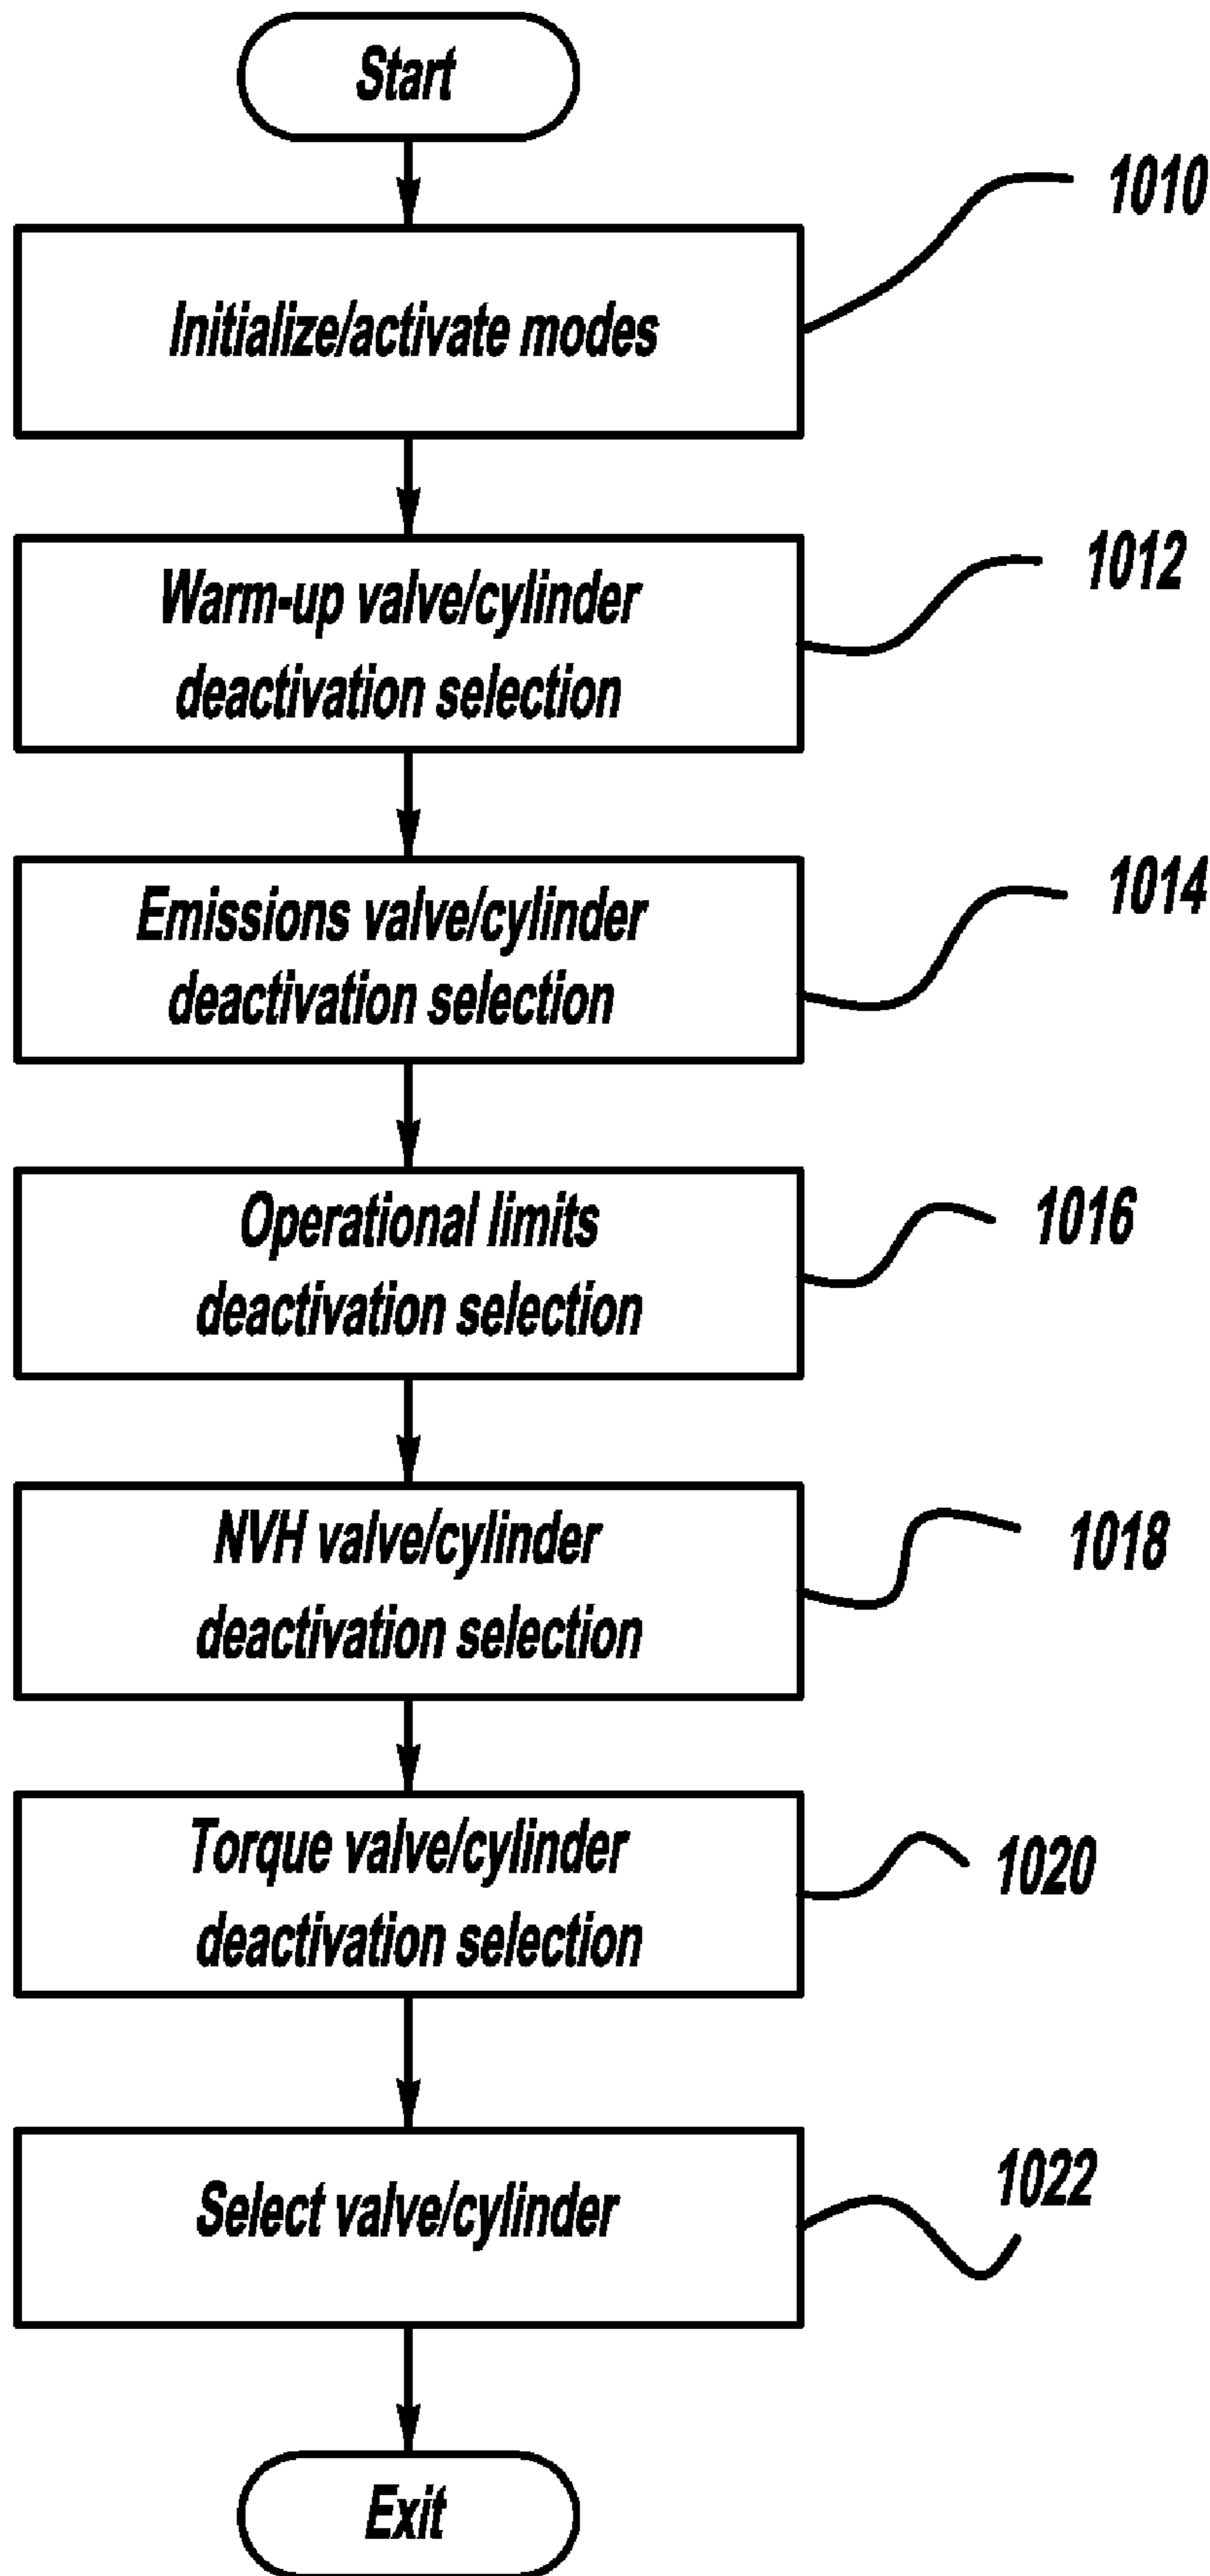 Start
1010
Initialize/activate modes
1012
Warm-up valve/cylinder
deactivation selection
1014
Emissions valve/cylinder
deactivation selection
1016
Operational limits
deactivation selection
1018
NVH valve/cylinder
deactivation selection
1020
Torque valve/cylinder
deactivation selection
1022
Select valve/cylinder
Exit